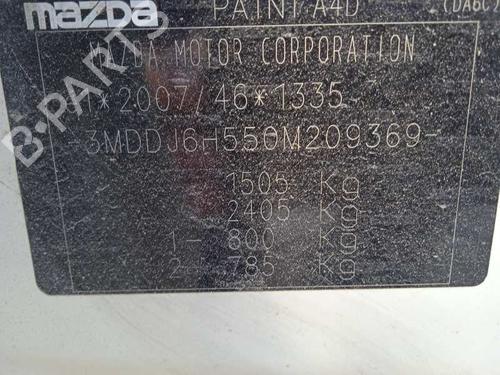 mazda PAINT A4D (DA6C
MAZDA MOTOR CORPORATION
1*2007/46*1335
-3MDDJ6H550M209369-
1505 Kg
2405 Kg
1- 800 Kg
2- 785 Kg
B-PARTS